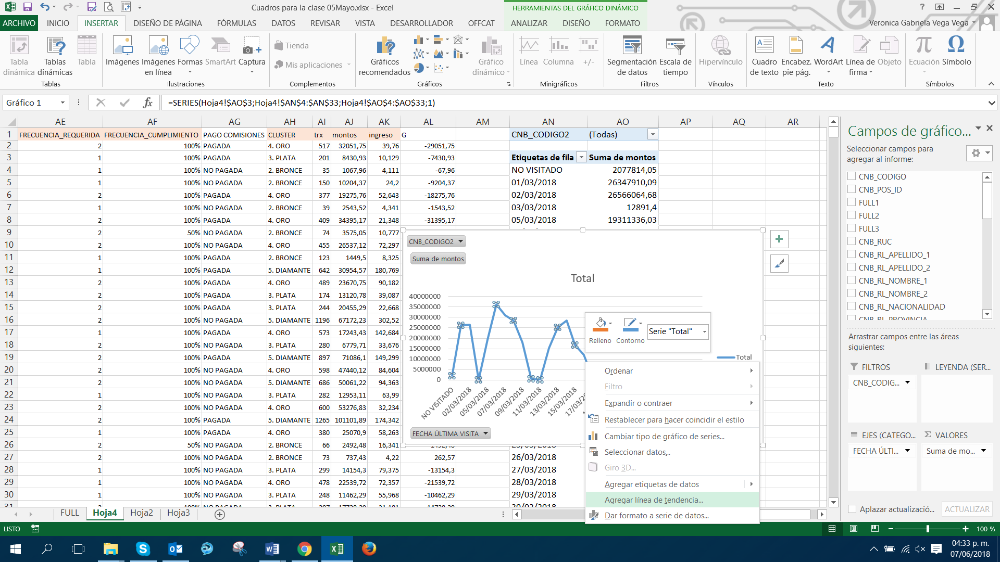 Cuadros para la clase 05Mayo.xlsx - Excel
HERRAMIENTAS DEL GRÁFICO DINÁMICO
ARCHIVO INICIO INSERTAR DISEÑO DE PÁGINA FÓRMULAS DATOS REVISAR VISTA DESARROLLADOR OFFCAT ANALIZAR DISEÑO FORMATO
Veronica Gabriela Vega Vega
Tabla dinámica
Tablas dinámicas
Tabla
Tablas
Imágenes
Imágenes en línea
Formas
SmartArt
Captura
Ilustraciones
Tienda
Mis aplicaciones
Complementos
Gráficos recomendados
Gráfico dinámico
Gráficos
Línea
Columna
+/-
Minigráficos
Segmentación de datos
Escala de tiempo
Filtros
Hipervínculo
Vínculos
Cuadro de texto
Encabez. pie pág.
WordArt
Línea de firma
Objeto
Texto
Ecuación
Símbolo
Símbolos
Gráfico 1
=SERIES(Hoja4!$AO$3;Hoja4!$AN$4:$AN$33;Hoja4!$AO$4:$AO$33;1)
AE AF AG AH AI AJ AK AL AM AN AO AP AQ AR
1 FRECUENCIA_REQUERIDA FRECUENCIA_CUMPLIMIENTO PAGO COMISIONES CLUSTER trx montos ingreso G CNB_CODIGO2 (Todas)
2 2 100% PAGADA 4. ORO 517 32051,75 39,76 -29051,75
3 1 100% PAGADA 3. PLATA 201 8430,93 10,129 -7430,93 Etiquetas de fila Suma de montos
4 1 100% NO PAGADA 2. BRONCE 35 1067,96 4,111 -67,96 NO VISITADO 2077814,05
5 1 100% NO PAGADA 2. BRONCE 150 10204,37 24,2 -9204,37 01/03/2018 26347910,09
6 2 100% PAGADA 4. ORO 377 19275,76 52,643 -18275,76 02/03/2018 26566064,68
7 1 100% NO PAGADA 2. BRONCE 39 2543,52 4,341 -1543,52 03/03/2018 12891,4
8 2 100% PAGADA 4. ORO 409 34395,17 21,348 -31395,17 05/03/2018 19311336,03
9 2 50% NO PAGADA 2. BRONCE 74 3575,05 10,777
10 2 100% NO PAGADA 4. ORO 455 26537,12 72,297
11 1 100% PAGADA 2. BRONCE 123 1449,5 8,325
12 1 100% PAGADA 5. DIAMANTE 642 30954,57 180,769
13 2 100% PAGADA 4. ORO 489 23670,75 90,182
14 2 100% PAGADA 3. PLATA 174 13120,78 39,087
15 2 100% PAGADA 3. PLATA 244 20455,29 22,668
16 2 100% NO PAGADA 5. DIAMANTE 1196 67172,23 302,52
17 1 100% PAGADA 4. ORO 573 17243,43 142,684
18 2 100% NO PAGADA 3. PLATA 280 6779,71 33,676
19 2 100% PAGADA 5. DIAMANTE 897 71086,1 149,299
20 2 100% NO PAGADA 4. ORO 598 47440,12 84,604
21 2 100% NO PAGADA 5. DIAMANTE 686 50061,22 94,363
22 1 100% NO PAGADA 3. PLATA 282 12953,11 63,99
23 2 100% NO PAGADA 4. ORO 600 53276,83 32,234
24 2 100% PAGADA 5. DIAMANTE 1265 101101,89 174,342
25 1 100% PAGADA 4. ORO 380 25070,9 58,263
26 2 50% NO PAGADA 2. BRONCE 66 2492,48 16,341
27 2 100% NO PAGADA 2. BRONCE 73 737,43 4,22 262,57 26/03/2018
28 1 100% PAGADA 3. PLATA 299 14154,3 79,375 -13154,3 27/03/2018
29 1 100% PAGADA 4. ORO 478 22539,72 72,357 -21539,72 28/03/2018
30 1 100% NO PAGADA 3. PLATA 248 11462,29 55,968 -10462,29 29/03/2018
CNB_CODIGO2
Suma de montos
Total
40000000
35000000
30000000
25000000
20000000
15000000
10000000
5000000
0
NO VISITADO 02/03/2018 05/03/2018 07/03/2018 09/03/2018 11/03/2018 13/03/2018 15/03/2018
Total
FECHA ÚLTIMA VISITA
Relleno
Contorno
Serie "Total"
Ordenar
Filtro
Expandir o contraer
Restablecer para hacer coincidir el estilo
Cambiar tipo de gráfico de series...
Seleccionar datos...
Giro 3D...
Agregar etiquetas de datos
Agregar línea de tendencia...
Dar formato a serie de datos...
Campos de gráfico...
Seleccionar campos para
agregar al informe:
CNB_CODIGO
CNB_POS_ID
FULL1
FULL2
FULL3
CNB_RUC
CNB_RL_APELLIDO_1
CNB_RL_APELLIDO_2
CNB_RL_NOMBRE_1
CNB_RL_NOMBRE_2
CNB_RL_NACIONALIDAD
CNB_RL_PROVINCIA
Arrastrar campos entre las áreas
siguientes:
FILTROS
LEYENDA (SER...
CNB_CODIG...
EJES (CATEGO...
VALORES
FECHA ÚLTI...
Suma de mo...
Aplazar actualizació...
ACTUALIZAR
FULL Hoja4 Hoja2 Hoja3
LISTO
100 %
04:33 p. m.
07/06/2018